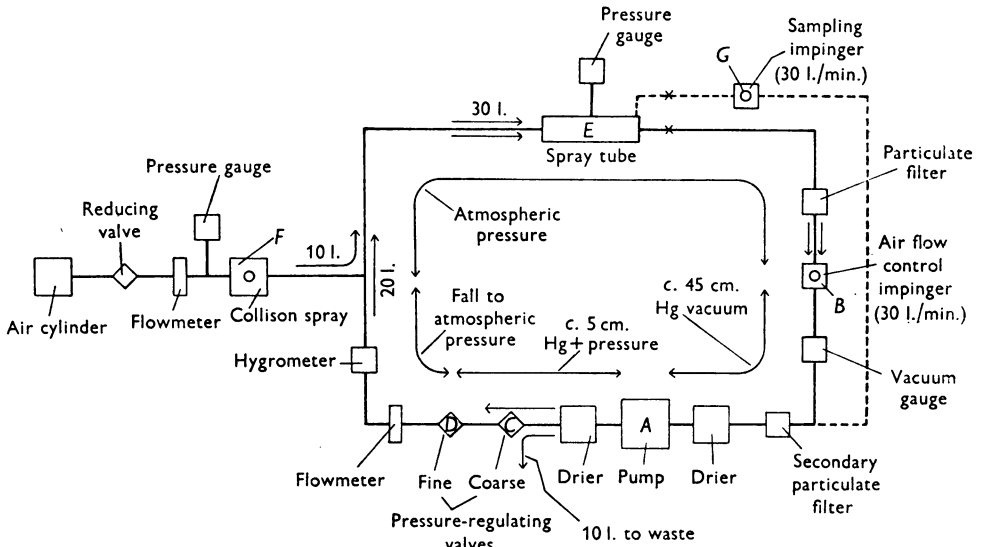 Pressure
gauge
Sampling
impinger
(30 l./min.)
G
30 l.
E
Spray tube
Pressure gauge
Particulate
filter
Reducing
valve
F
10 l.
20 l.
Atmospheric
pressure
Air flow
control
impinger
(30 l./min.)
B
Air cylinder
Flowmeter
Collison spray
Fall to
atmospheric
pressure
c. 45 cm.
Hg vacuum
c. 5 cm.
Hg + pressure
Hygrometer
Vacuum
gauge
D
C
A
Flowmeter
Fine
Coarse
Drier
Pump
Drier
Secondary
particulate
filter
Pressure-regulating
valves
10 l. to waste